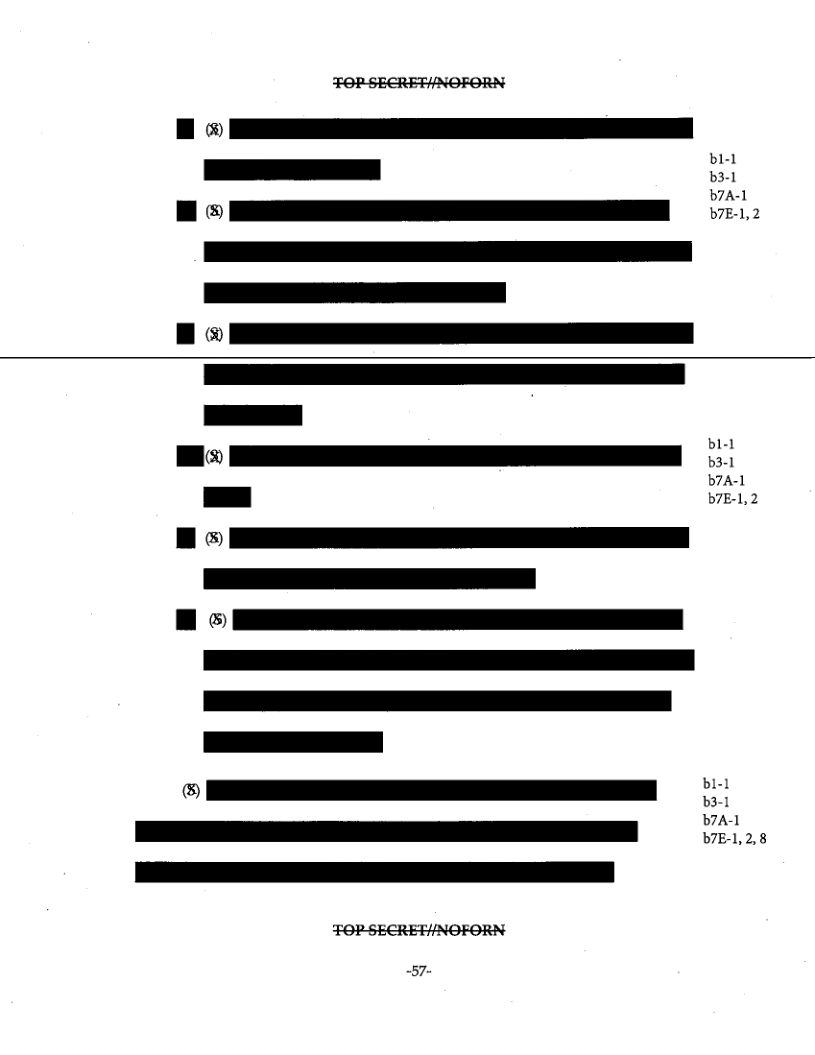 TOP SECRET//NOFORN
(S)
b1-1
b3-1
b7A-1
(S) b7E-1, 2
(S)
b1-1
(S) b3-1
b7A-1
b7E-1, 2
(S)
(S)
(S) b1-1
b3-1
b7A-1
b7E-1, 2, 8
TOP SECRET//NOFORN
-57-